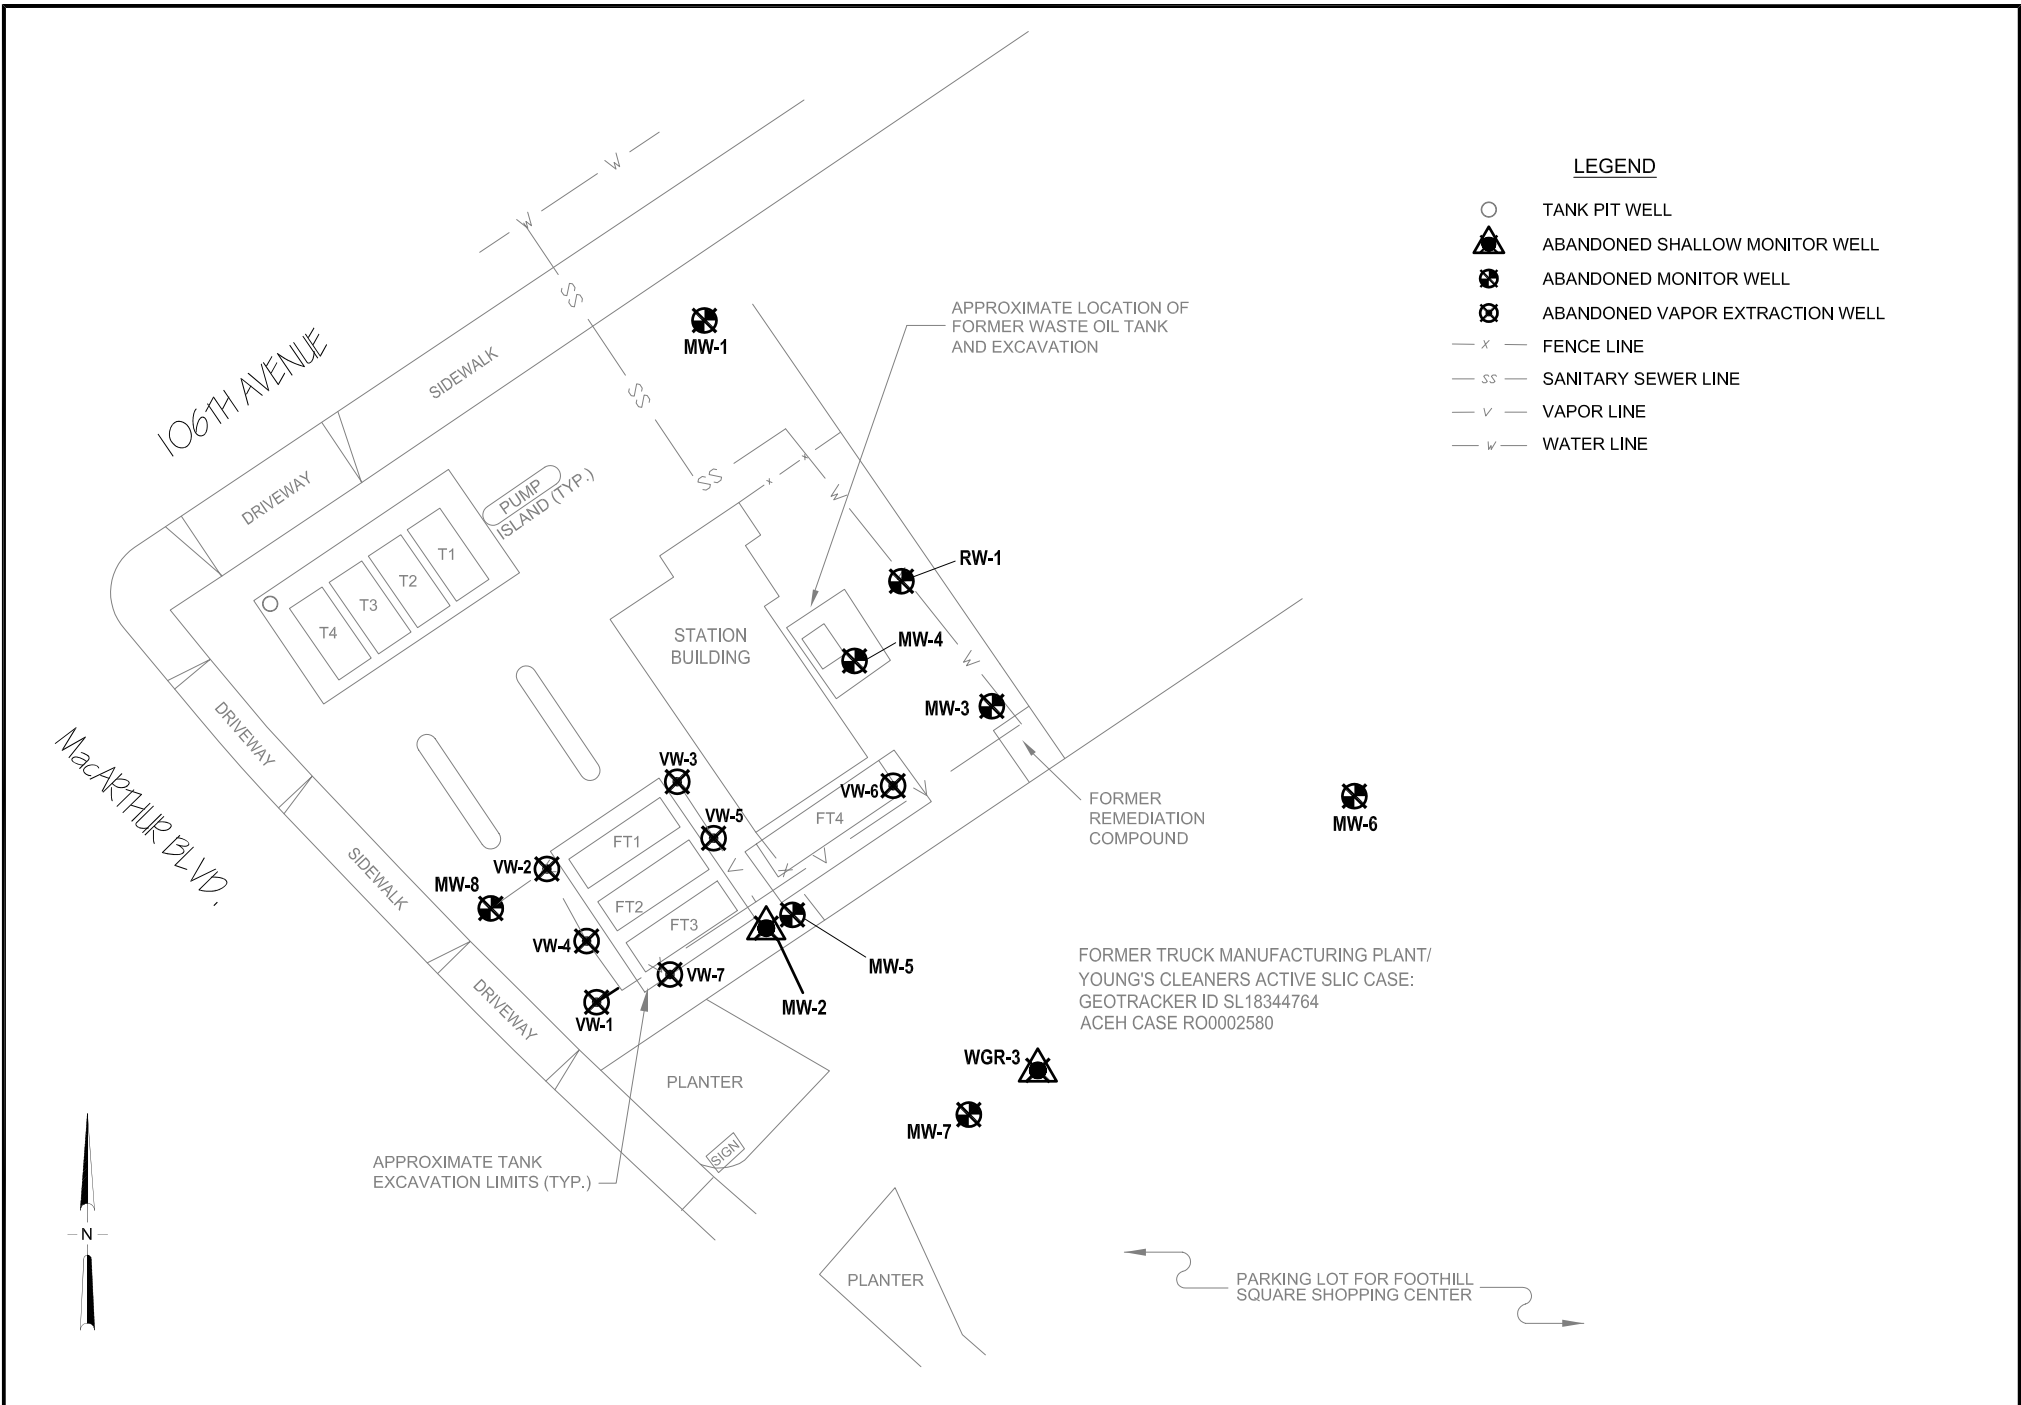 LEGEND
TANK PIT WELL
ABANDONED SHALLOW MONITOR WELL
ABANDONED MONITOR WELL
ABANDONED VAPOR EXTRACTION WELL
X FENCE LINE
SS SANITARY SEWER LINE
V VAPOR LINE
W WATER LINE
W
W
SS
SS
SS
MW-1
APPROXIMATE LOCATION OF
FORMER WASTE OIL TANK
AND EXCAVATION
106TH AVENUE
SIDEWALK
DRIVEWAY
PUMP
ISLAND (TYP.)
T1
T2
T3
T4
x
x
W
RW-1
STATION
BUILDING
MW-4
W
MW-3
DRIVEWAY
MacARTHUR BLVD.
VW-3
VW-6
V
VW-5
FT4
FORMER
REMEDIATION
COMPOUND
MW-6
FT1
VW-2
V
V
X
SIDEWALK
MW-8
FT2
FT3
VW-4
MW-5
VW-7
MW-2
VW-1
DRIVEWAY
FORMER TRUCK MANUFACTURING PLANT/
YOUNG'S CLEANERS ACTIVE SLIC CASE:
GEOTRACKER ID SL18344764
ACEH CASE RO0002580
WGR-3
PLANTER
MW-7
SIGN
APPROXIMATE TANK
EXCAVATION LIMITS (TYP.)
N
PLANTER
PARKING LOT FOR FOOTHILL
SQUARE SHOPPING CENTER